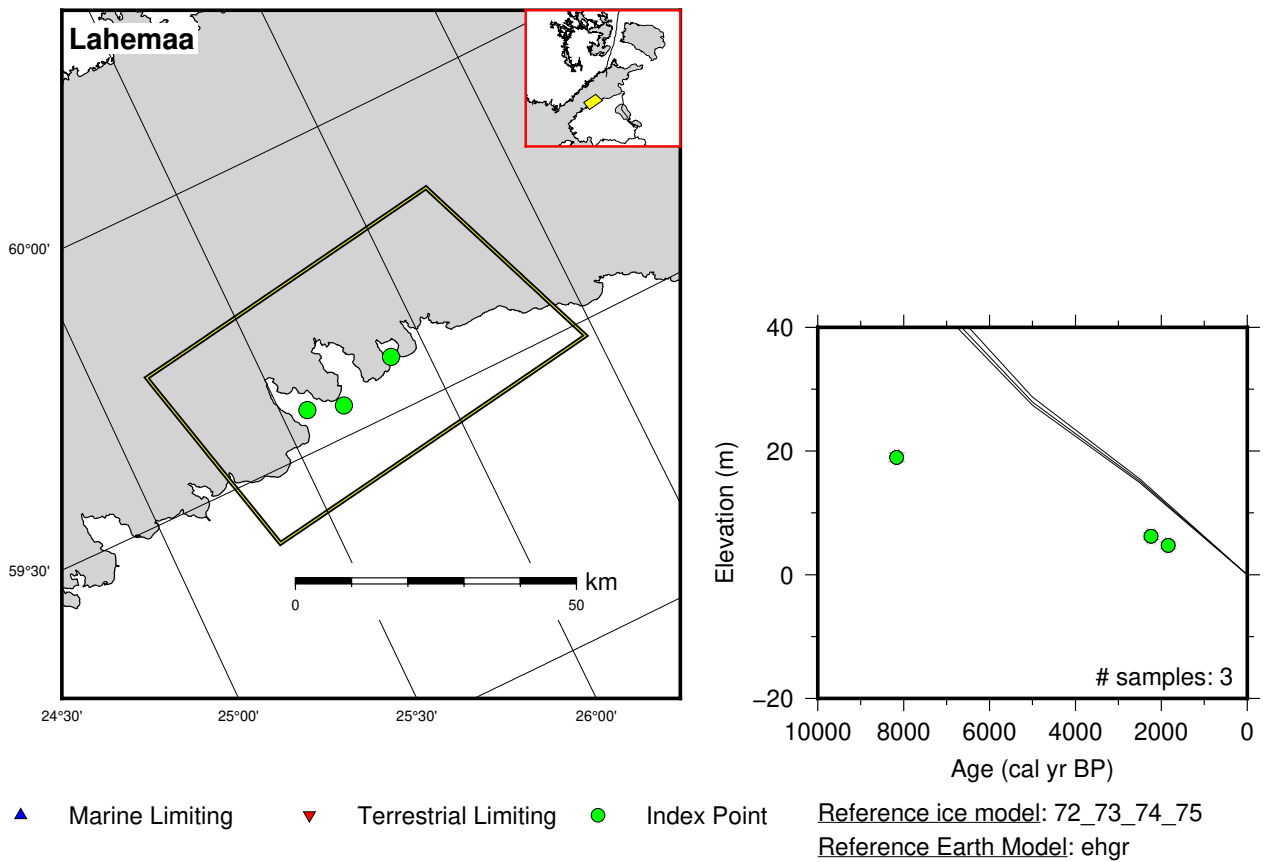 Lahemaa
60°00'
59°30'
24°30'
25°00'
25°30'
26°00'
km
0
50
40
20
0
−20
Elevation (m)
# samples: 3
10000
8000
6000
4000
2000
0
Age (cal yr BP)
Marine Limiting
Terrestrial Limiting
Index Point
Reference ice model: 72_73_74_75
Reference Earth Model: ehgr